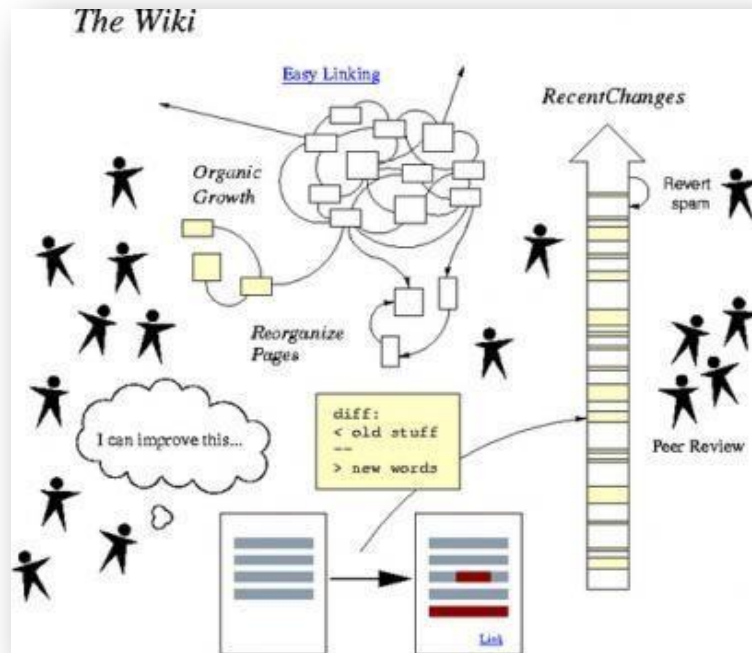 The Wiki
Easy Linking
RecentChanges
Organic
Growth
Revert
spam
Reorganize
Pages
I can improve this...
diff:
< old stuff
--
> new words
Peer Review
Link